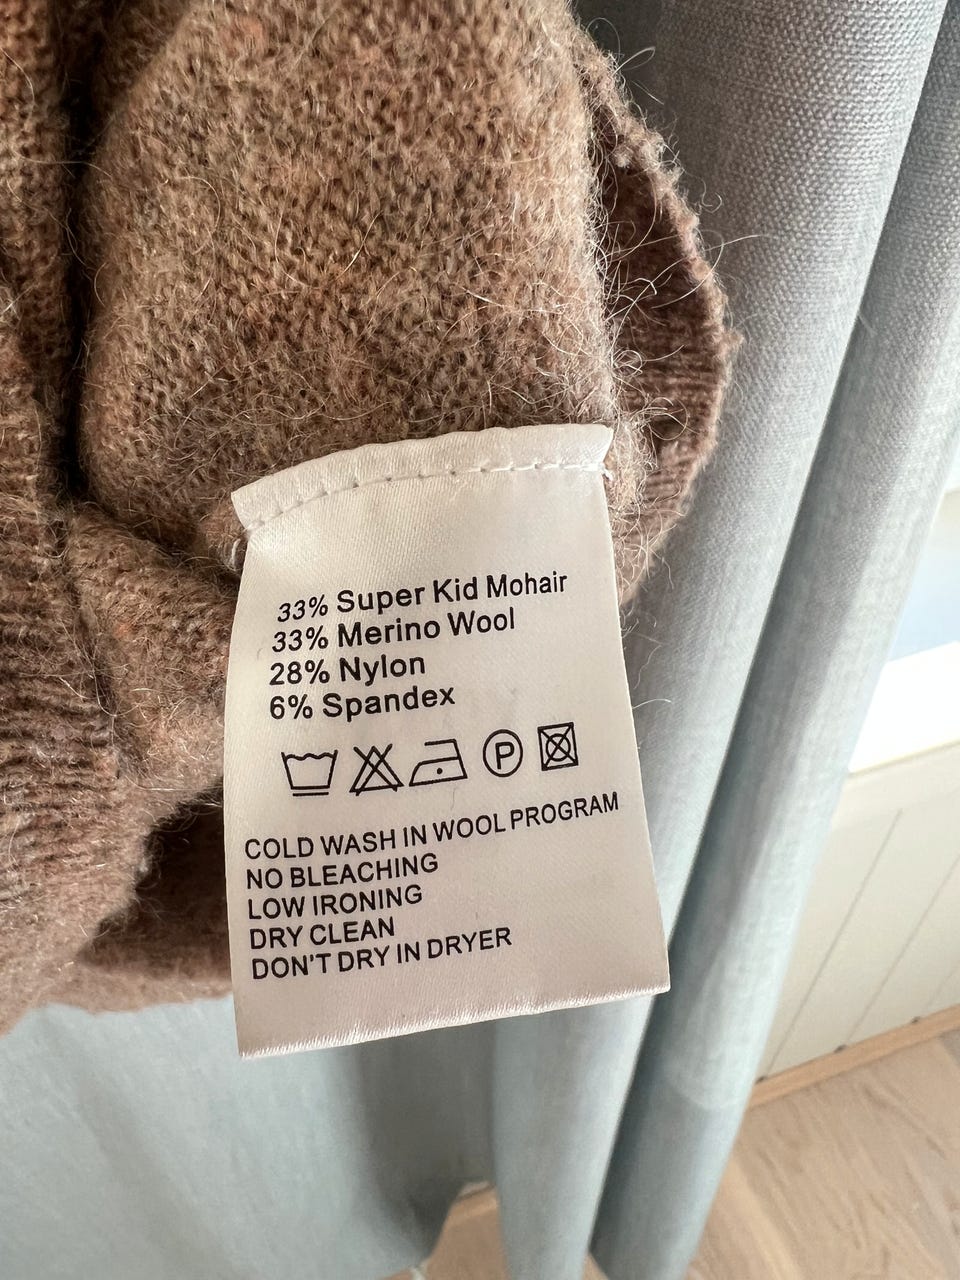 33% Super Kid Mohair
33% Merino Wool
28% Nylon
6% Spandex
P
COLD WASH IN WOOL PROGRAM
NO BLEACHING
LOW IRONING
DRY CLEAN
DON'T DRY IN DRYER